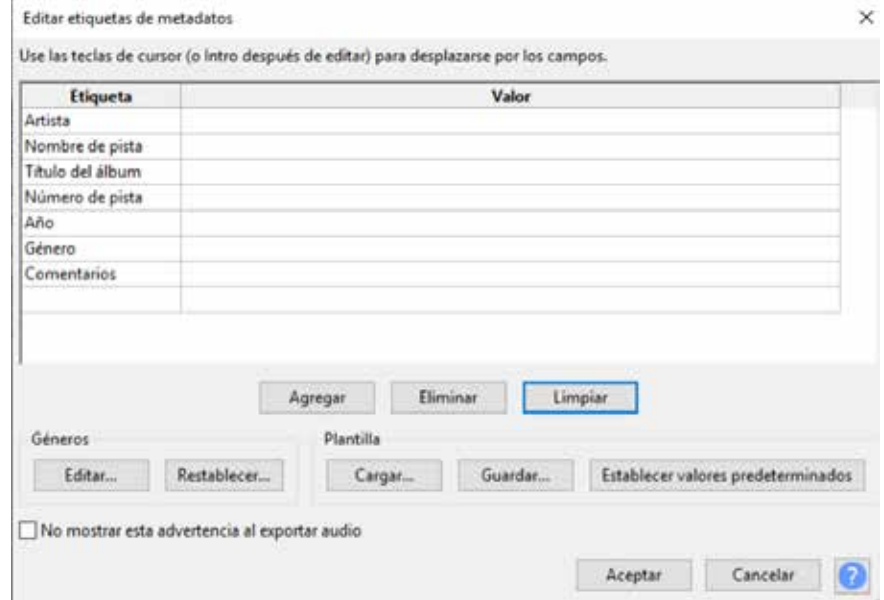 Editar etiquetas de metadatos
Use las teclas de cursor (o Intro después de editar) para desplazarse por los campos.
Etiqueta Valor
Artista
Nombre de pista
Título del álbum
Número de pista
Año
Género
Comentarios
Agregar Eliminar Limpiar
Géneros Plantilla
Editar... Restablecer... Cargar... Guardar... Establecer valores predeterminados
No mostrar esta advertencia al exportar audio
Aceptar Cancelar ?